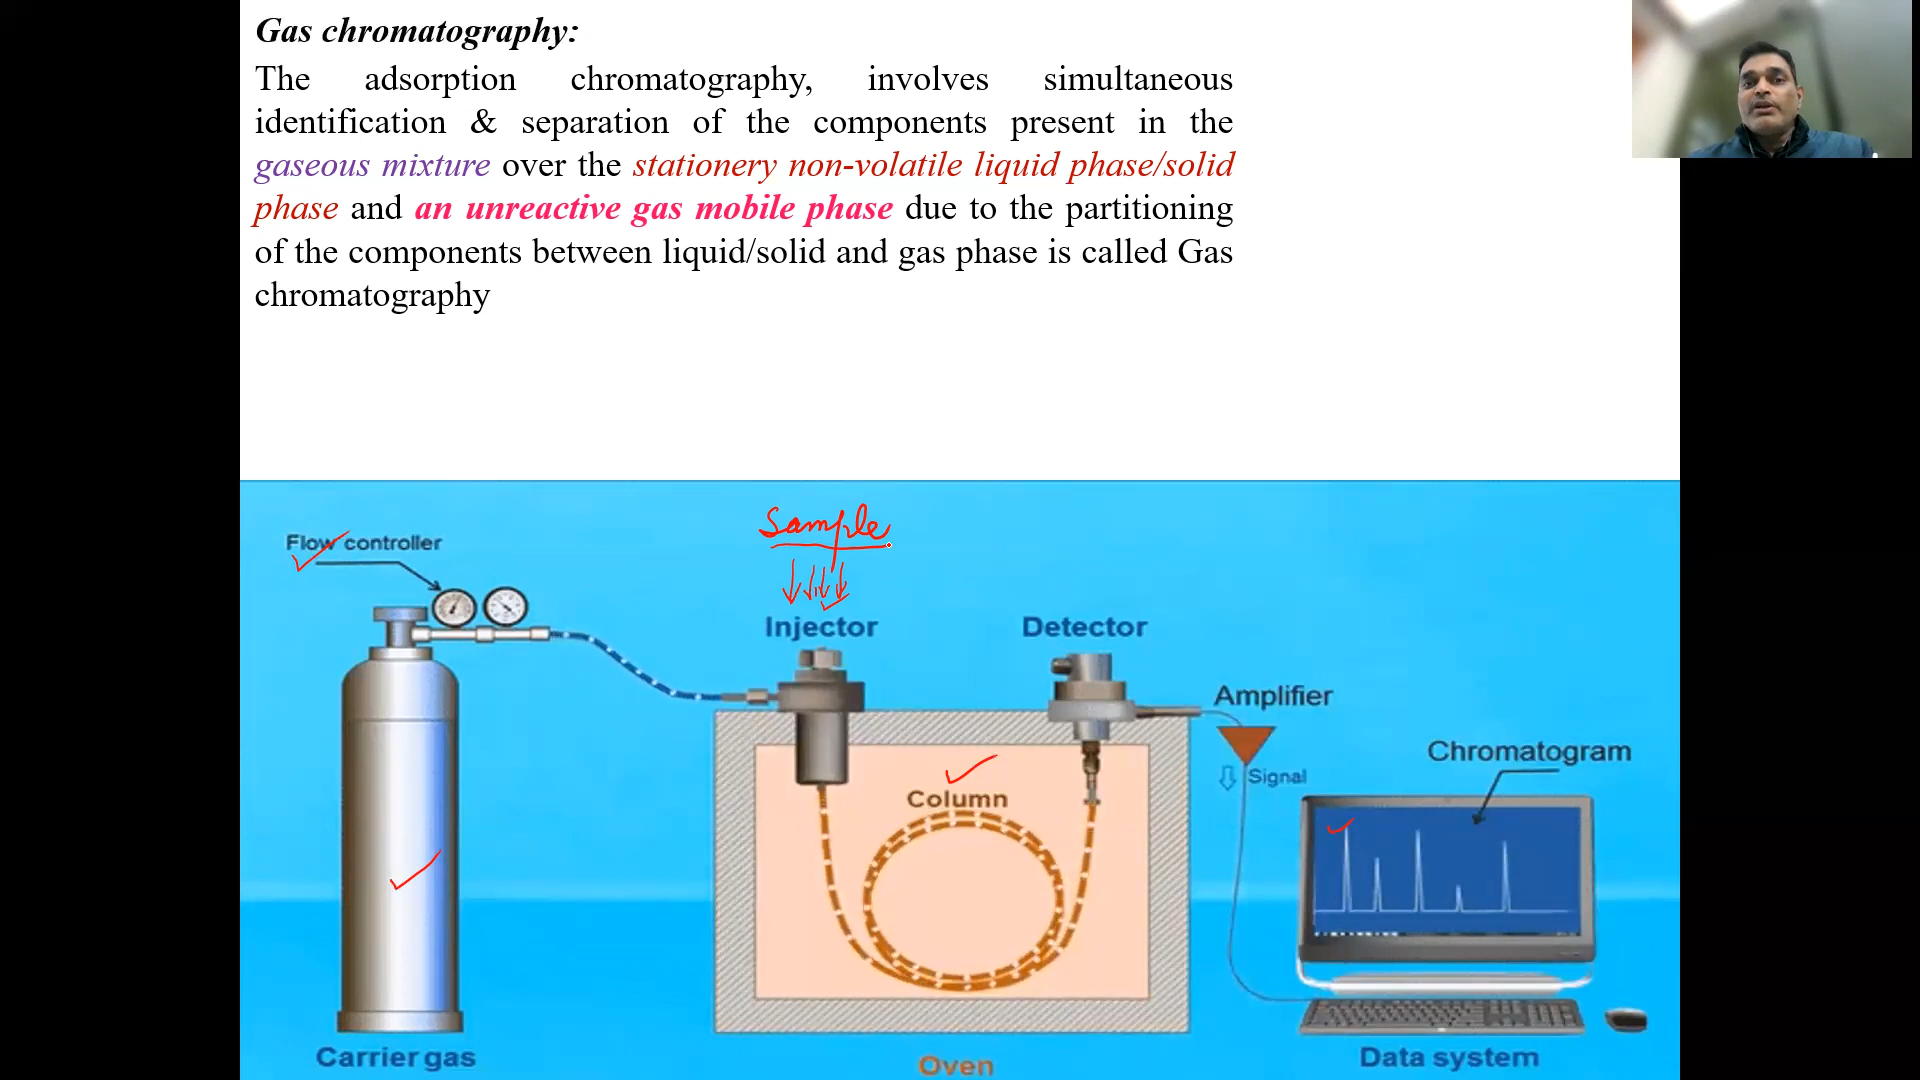 Gas chromatography:
The adsorption chromatography, involves simultaneous
identification & separation of the components present in the
gaseous mixture over the stationery non-volatile liquid phase/solid
phase and an unreactive gas mobile phase due to the partitioning
of the components between liquid/solid and gas phase is called Gas
chromatography
Sample
Flow controller
Injector
Detector
Amplifier
Chromatogram
Signal
Column
Carrier gas
Oven
Data system